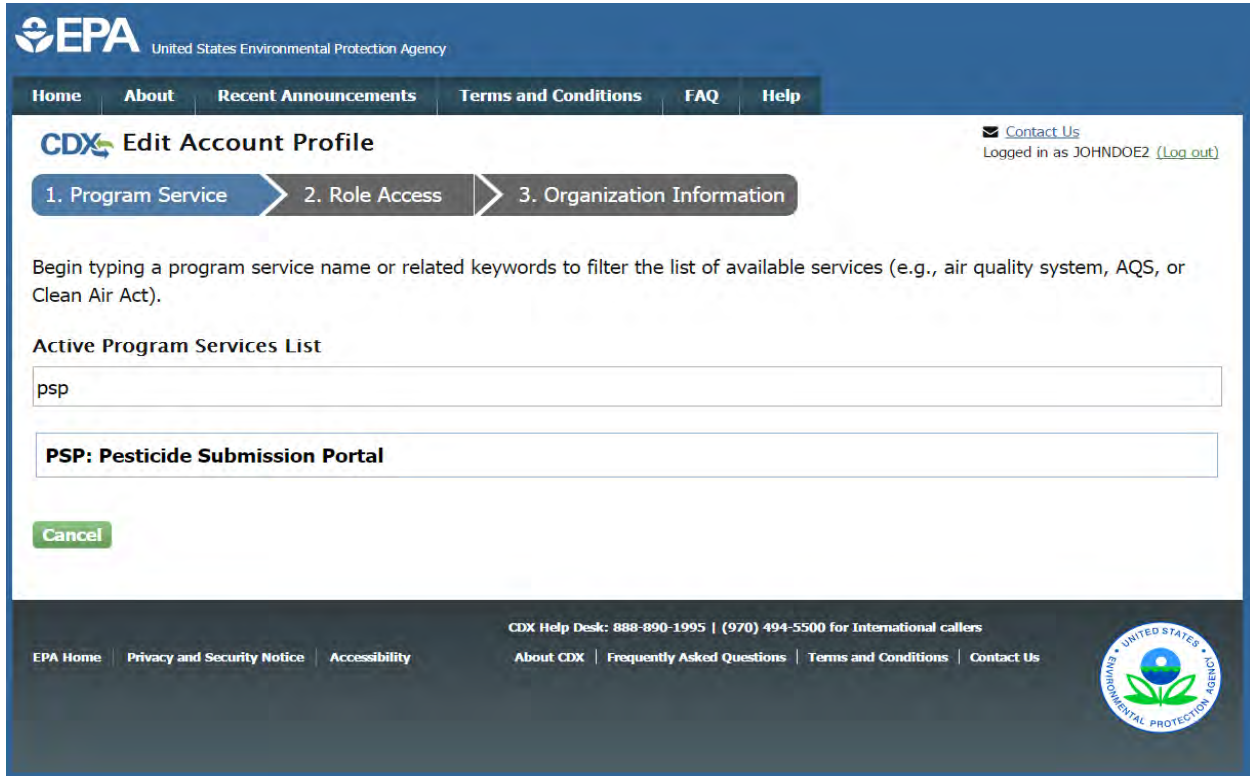 EPA United States Environmental Protection Agency
Home About Recent Announcements Terms and Conditions FAQ Help
CDX Edit Account Profile
Contact Us
Logged in as JOHNDOE2 (Log out)
1. Program Service 2. Role Access 3. Organization Information
Begin typing a program service name or related keywords to filter the list of available services (e.g., air quality system, AQS, or
Clean Air Act).
Active Program Services List
psp
PSP: Pesticide Submission Portal
Cancel
CDX Help Desk: 888-890-1995 | (970) 494-5500 for International callers
EPA Home | Privacy and Security Notice | Accessibility
About CDX | Frequently Asked Questions | Terms and Conditions | Contact Us
UNITED STATES
ENVIRONMENTAL PROTECTION AGENCY